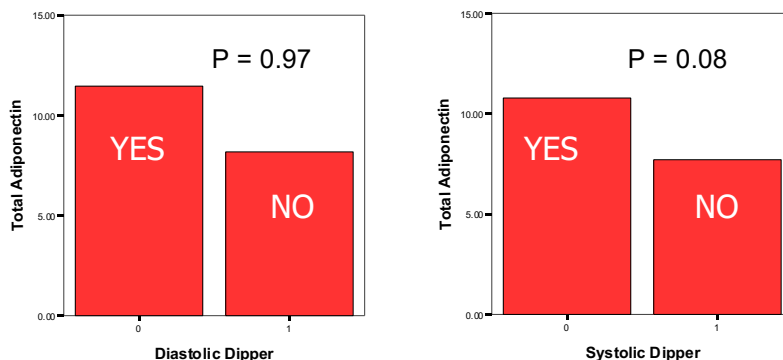 15.00
P = 0.97
10.00
YES
5.00
NO
0.00
0
1
Total Adiponectin
Diastolic Dipper
15.00
P = 0.08
10.00
YES
5.00
NO
0.00
0
1
Total Adiponectin
Systolic Dipper